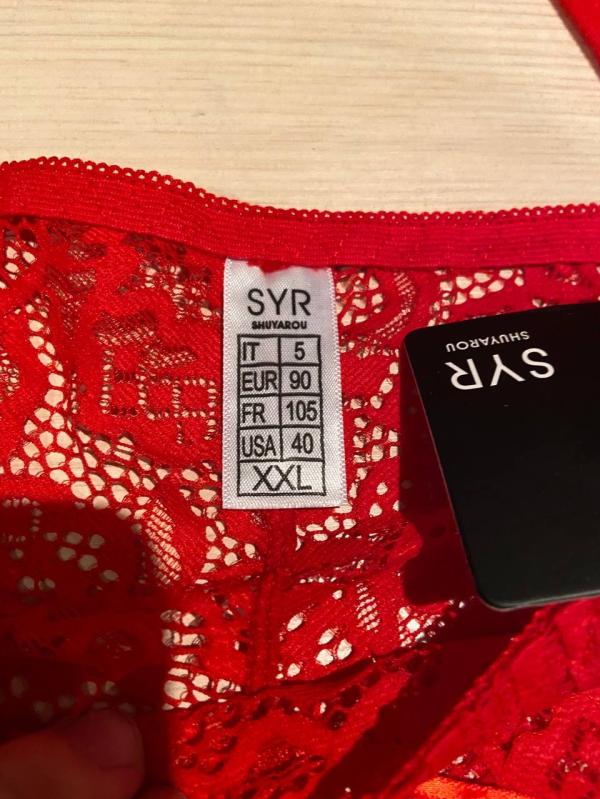 SYR
SHUYAROU
IT 5
EUR 90
FR 105
USA 40
XXL
SYR
SHUYAROU